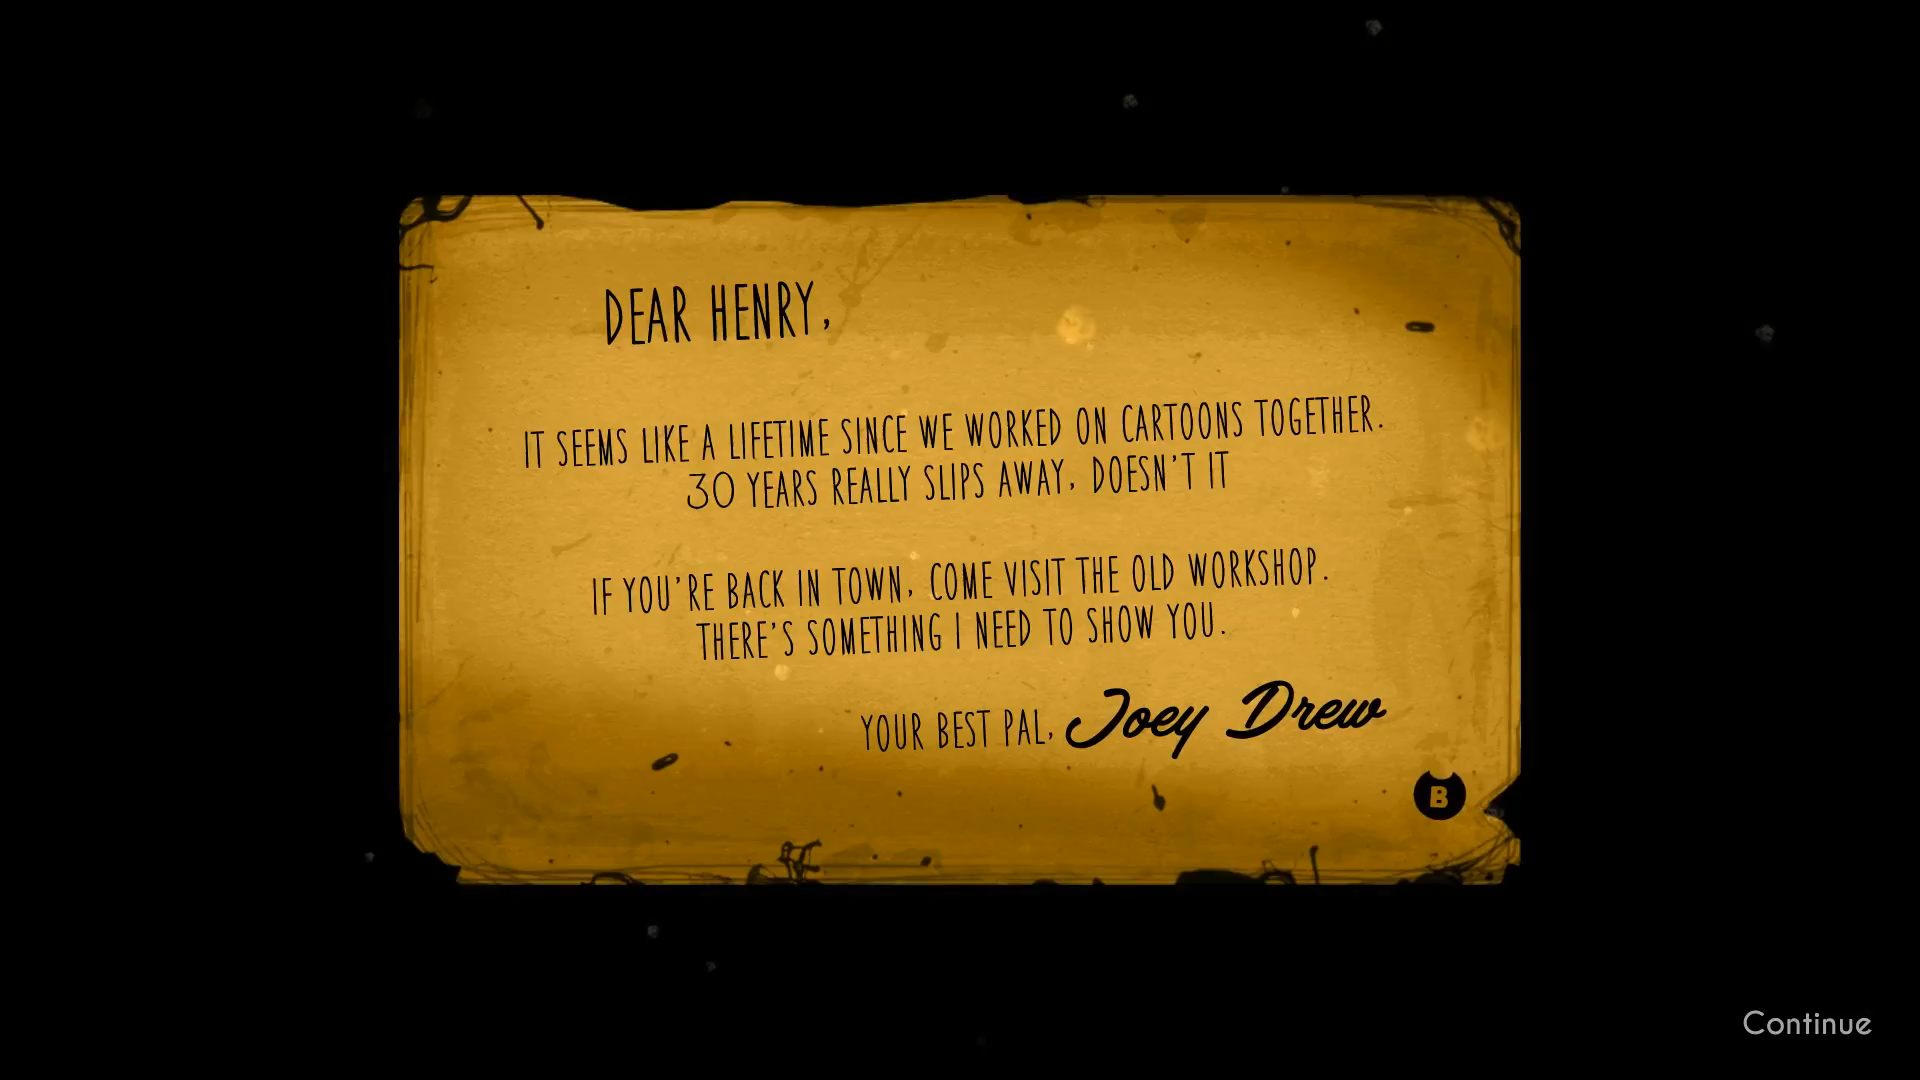 DEAR HENRY,
IT SEEMS LIKE A LIFETIME SINCE WE WORKED ON CARTOONS TOGETHER.
30 YEARS REALLY SLIPS AWAY, DOESN'T IT
IF YOU'RE BACK IN TOWN, COME VISIT THE OLD WORKSHOP.
THERE'S SOMETHING I NEED TO SHOW YOU.
YOUR BEST PAL, Joey Drew
B
Continue